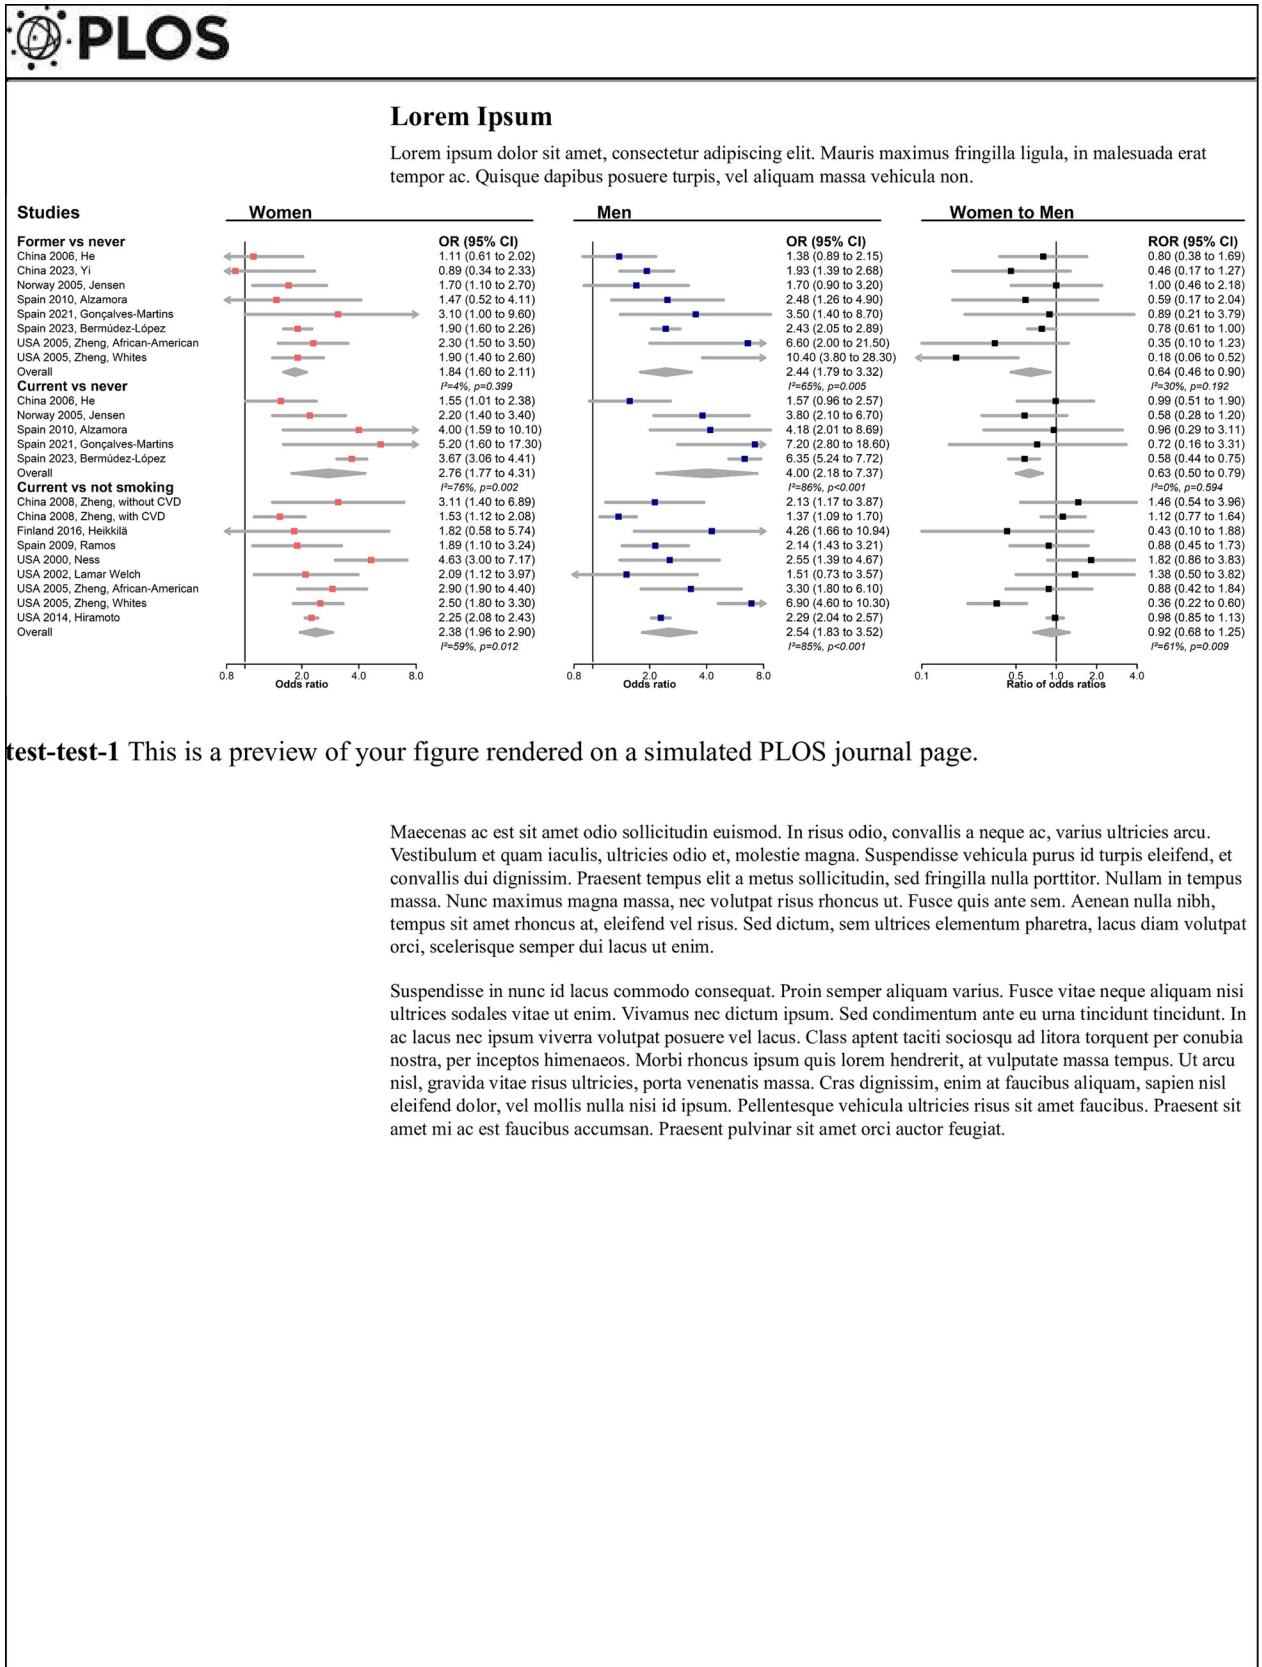 PLOS
Lorem Ipsum
Lorem ipsum dolor sit amet, consectetur adipiscing elit. Mauris maximus fringilla ligula, in malesuada erat
tempor ac. Quisque dapibus posuere turpis, vel aliquam massa vehicula non.
Studies Women Men Women to Men
Former vs never OR (95% CI) OR (95% CI) ROR (95% CI)
China 2006, He 1.11 (0.61 to 2.02) 1.38 (0.89 to 2.15) 0.80 (0.38 to 1.69)
China 2023, Yi 0.89 (0.34 to 2.33) 1.93 (1.39 to 2.68) 0.46 (0.17 to 1.27)
Norway 2005, Jensen 1.70 (1.10 to 2.70) 1.70 (0.90 to 3.20) 1.00 (0.46 to 2.18)
Spain 2010, Alzamora 1.47 (0.52 to 4.11) 2.48 (1.26 to 4.90) 0.59 (0.17 to 2.04)
Spain 2021, Gonçalves-Martins 3.10 (1.00 to 9.60) 3.50 (1.40 to 8.70) 0.89 (0.21 to 3.79)
Spain 2023, Bermúdez-López 1.90 (1.60 to 2.26) 2.43 (2.05 to 2.89) 0.78 (0.61 to 1.00)
USA 2005, Zheng, African-American 2.30 (1.50 to 3.50) 6.60 (2.00 to 21.50) 0.35 (0.10 to 1.23)
USA 2005, Zheng, Whites 1.90 (1.40 to 2.60) 10.40 (3.80 to 28.30) 0.18 (0.06 to 0.52)
Overall 1.84 (1.60 to 2.11) 2.44 (1.79 to 3.32) 0.64 (0.46 to 0.90)
Current vs never I²=4%, p=0.399 I²=65%, p=0.005 I²=30%, p=0.192
China 2006, He 1.55 (1.01 to 2.38) 1.57 (0.96 to 2.57) 0.99 (0.51 to 1.90)
Norway 2005, Jensen 2.20 (1.40 to 3.40) 3.80 (2.10 to 6.70) 0.58 (0.28 to 1.20)
Spain 2010, Alzamora 4.00 (1.59 to 10.10) 4.18 (2.01 to 8.69) 0.96 (0.29 to 3.11)
Spain 2021, Gonçalves-Martins 5.20 (1.60 to 17.30) 7.20 (2.80 to 18.60) 0.72 (0.16 to 3.31)
Spain 2023, Bermúdez-López 3.67 (3.06 to 4.41) 6.35 (5.24 to 7.72) 0.58 (0.44 to 0.75)
Overall 2.76 (1.77 to 4.31) 4.00 (2.18 to 7.37) 0.63 (0.50 to 0.79)
Current vs not smoking I²=76%, p=0.002 I²=86%, p<0.001 I²=0%, p=0.594
China 2008, Zheng, without CVD 3.11 (1.40 to 6.89) 2.13 (1.17 to 3.87) 1.46 (0.54 to 3.96)
China 2008, Zheng, with CVD 1.53 (1.12 to 2.08) 1.37 (1.09 to 1.70) 1.12 (0.77 to 1.64)
Finland 2016, Heikkilä 1.82 (0.58 to 5.74) 4.26 (1.66 to 10.94) 0.43 (0.10 to 1.88)
Spain 2009, Ramos 1.89 (1.10 to 3.24) 2.14 (1.43 to 3.21) 0.88 (0.45 to 1.73)
USA 2000, Ness 4.63 (3.00 to 7.17) 2.55 (1.39 to 4.67) 1.82 (0.86 to 3.83)
USA 2002, Lamar Welch 2.09 (1.12 to 3.97) 1.51 (0.73 to 3.57) 1.38 (0.50 to 3.82)
USA 2005, Zheng, African-American 2.90 (1.90 to 4.40) 3.30 (1.80 to 6.10) 0.88 (0.42 to 1.84)
USA 2005, Zheng, Whites 2.50 (1.80 to 3.30) 6.90 (4.60 to 10.30) 0.36 (0.22 to 0.60)
USA 2014, Hiramoto 2.25 (2.08 to 2.43) 2.29 (2.04 to 2.57) 0.98 (0.85 to 1.13)
Overall 2.38 (1.96 to 2.90) 2.54 (1.83 to 3.52) 0.92 (0.68 to 1.25)
I²=59%, p=0.012 I²=85%, p<0.001 I²=61%, p=0.009
0.8 2.0 4.0 8.0 0.8 2.0 4.0 8.0 0.1 0.5 1.0 2.0 4.0
Odds ratio Odds ratio Ratio of odds ratios
test-test-1 This is a preview of your figure rendered on a simulated PLOS journal page.
Maecenas ac est sit amet odio sollicitudin euismod. In risus odio, convallis a neque ac, varius ultricies arcu.
Vestibulum et quam iaculis, ultricies odio et, molestie magna. Suspendisse vehicula purus id turpis eleifend, et
convallis dui dignissim. Praesent tempus elit a metus sollicitudin, sed fringilla nulla porttitor. Nullam in tempus
massa. Nunc maximus magna massa, nec volutpat risus rhoncus ut. Fusce quis ante sem. Aenean nulla nibh,
tempus sit amet rhoncus at, eleifend vel risus. Sed dictum, sem ultrices elementum pharetra, lacus diam volutpat
orci, scelerisque semper dui lacus ut enim.
Suspendisse in nunc id lacus commodo consequat. Proin semper aliquam varius. Fusce vitae neque aliquam nisi
ultrices sodales vitae ut enim. Vivamus nec dictum ipsum. Sed condimentum ante eu urna tincidunt tincidunt. In
ac lacus nec ipsum viverra volutpat posuere vel lacus. Class aptent taciti sociosqu ad litora torquent per conubia
nostra, per inceptos himenaeos. Morbi rhoncus ipsum quis lorem hendrerit, at vulputate massa tempus. Ut arcu
nisl, gravida vitae risus ultricies, porta venenatis massa. Cras dignissim, enim at faucibus aliquam, sapien nisl
eleifend dolor, vel mollis nulla nisi id ipsum. Pellentesque vehicula ultricies risus sit amet faucibus. Praesent sit
amet mi ac est faucibus accumsan. Praesent pulvinar sit amet orci auctor feugiat.